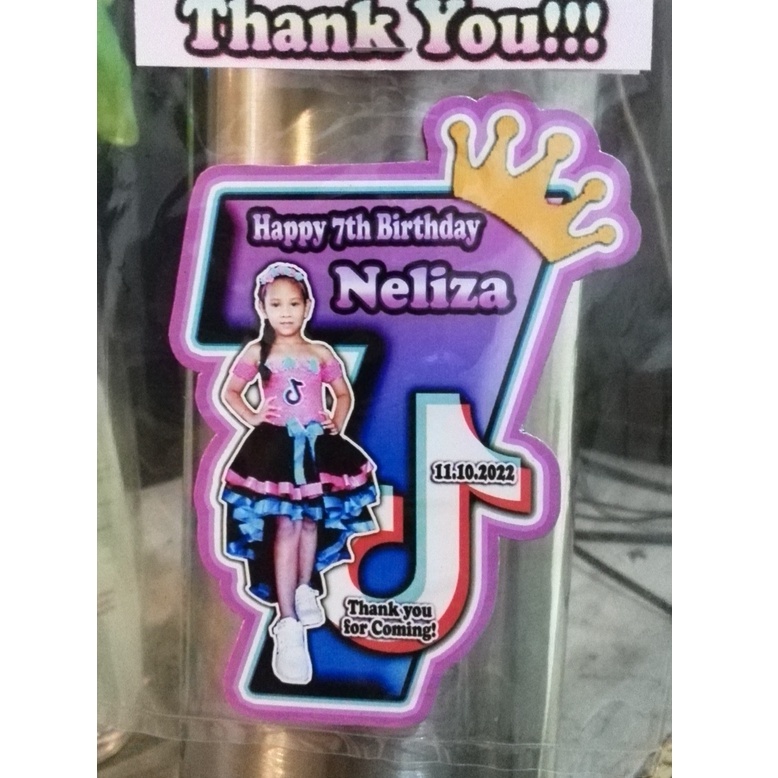 Thank You!!!
Happy 7th Birthday
Neliza
11.10.2022
Thank you
for Coming!